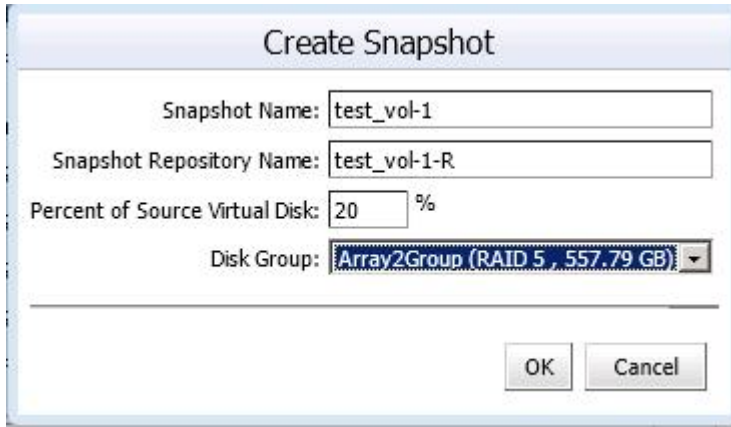 Create Snapshot
Snapshot Name: test_vol-1
Snapshot Repository Name: test_vol-1-R
Percent of Source Virtual Disk: 20 %
Disk Group: Array2Group (RAID 5 , 557.79 GB)
OK Cancel